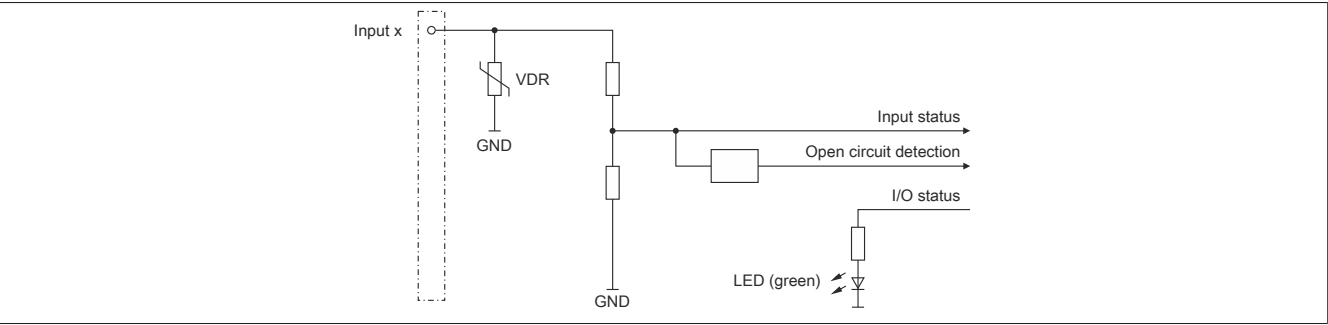 Input x
VDR
GND
Input status
Open circuit detection
I/O status
LED (green)
GND